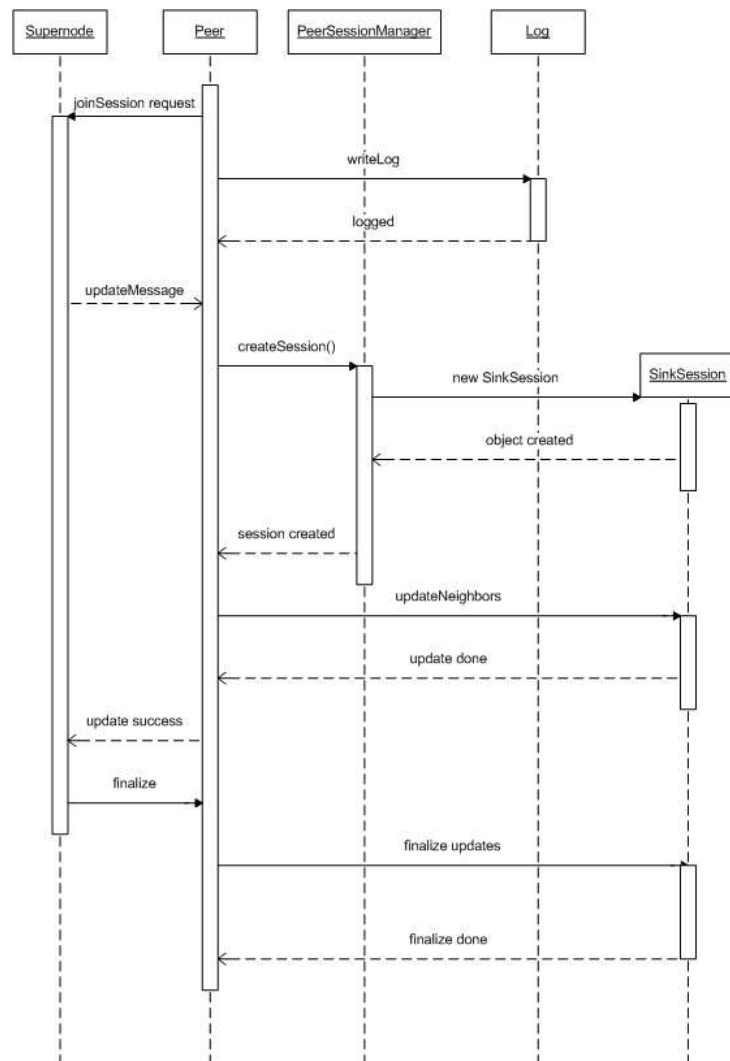 Supernode
Peer
PeerSessionManager
Log
joinSession request
writeLog
logged
updateMessage
createSession()
new SinkSession
SinkSession
object created
session created
updateNeighbors
update done
update success
finalize
finalize updates
finalize done